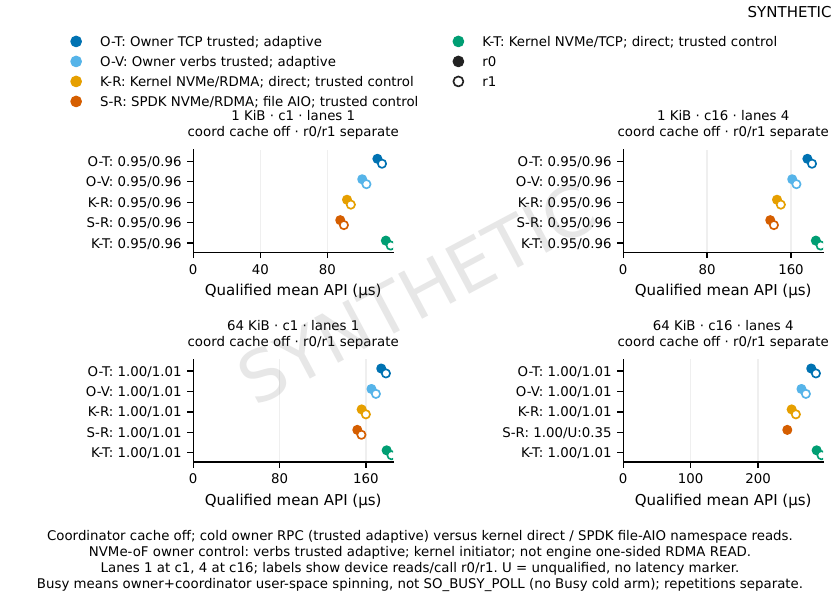 SYNTHETIC
O-T: Owner TCP trusted; adaptive
O-V: Owner verbs trusted; adaptive
K-R: Kernel NVMe/RDMA; direct; trusted control
S-R: SPDK NVMe/RDMA; file AIO; trusted control
K-T: Kernel NVMe/TCP; direct; trusted control
r0
r1
1 KiB · c1 · lanes 1
coord cache off · r0/r1 separate
O-T: 0.95/0.96
O-V: 0.95/0.96
K-R: 0.95/0.96
S-R: 0.95/0.96
K-T: 0.95/0.96
0 40 80
Qualified mean API (μs)
1 KiB · c16 · lanes 4
coord cache off · r0/r1 separate
O-T: 0.95/0.96
O-V: 0.95/0.96
K-R: 0.95/0.96
S-R: 0.95/0.96
K-T: 0.95/0.96
0 80 160
Qualified mean API (μs)
64 KiB · c1 · lanes 1
coord cache off · r0/r1 separate
O-T: 1.00/1.01
O-V: 1.00/1.01
K-R: 1.00/1.01
S-R: 1.00/1.01
K-T: 1.00/1.01
0 80 160
Qualified mean API (μs)
64 KiB · c16 · lanes 4
coord cache off · r0/r1 separate
O-T: 1.00/1.01
O-V: 1.00/1.01
K-R: 1.00/1.01
S-R: 1.00/U:0.35
K-T: 1.00/1.01
0 100 200
Qualified mean API (μs)
SYNTHETIC
Coordinator cache off; cold owner RPC (trusted adaptive) versus kernel direct / SPDK file-AIO namespace reads.
NVMe-oF owner control: verbs trusted adaptive; kernel initiator; not engine one-sided RDMA READ.
Lanes 1 at c1, 4 at c16; labels show device reads/call r0/r1. U = unqualified, no latency marker.
Busy means owner+coordinator user-space spinning, not SO_BUSY_POLL (no Busy cold arm); repetitions separate.